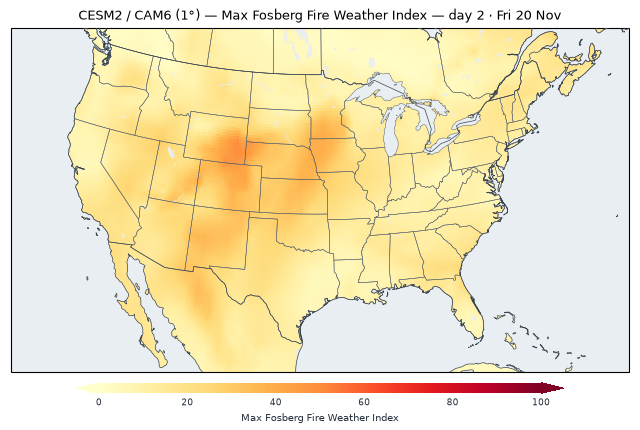 CESM2 / CAM6 (1°) — Max Fosberg Fire Weather Index — day 2 · Fri 20 Nov
0 20 40 60 80 100
Max Fosberg Fire Weather Index